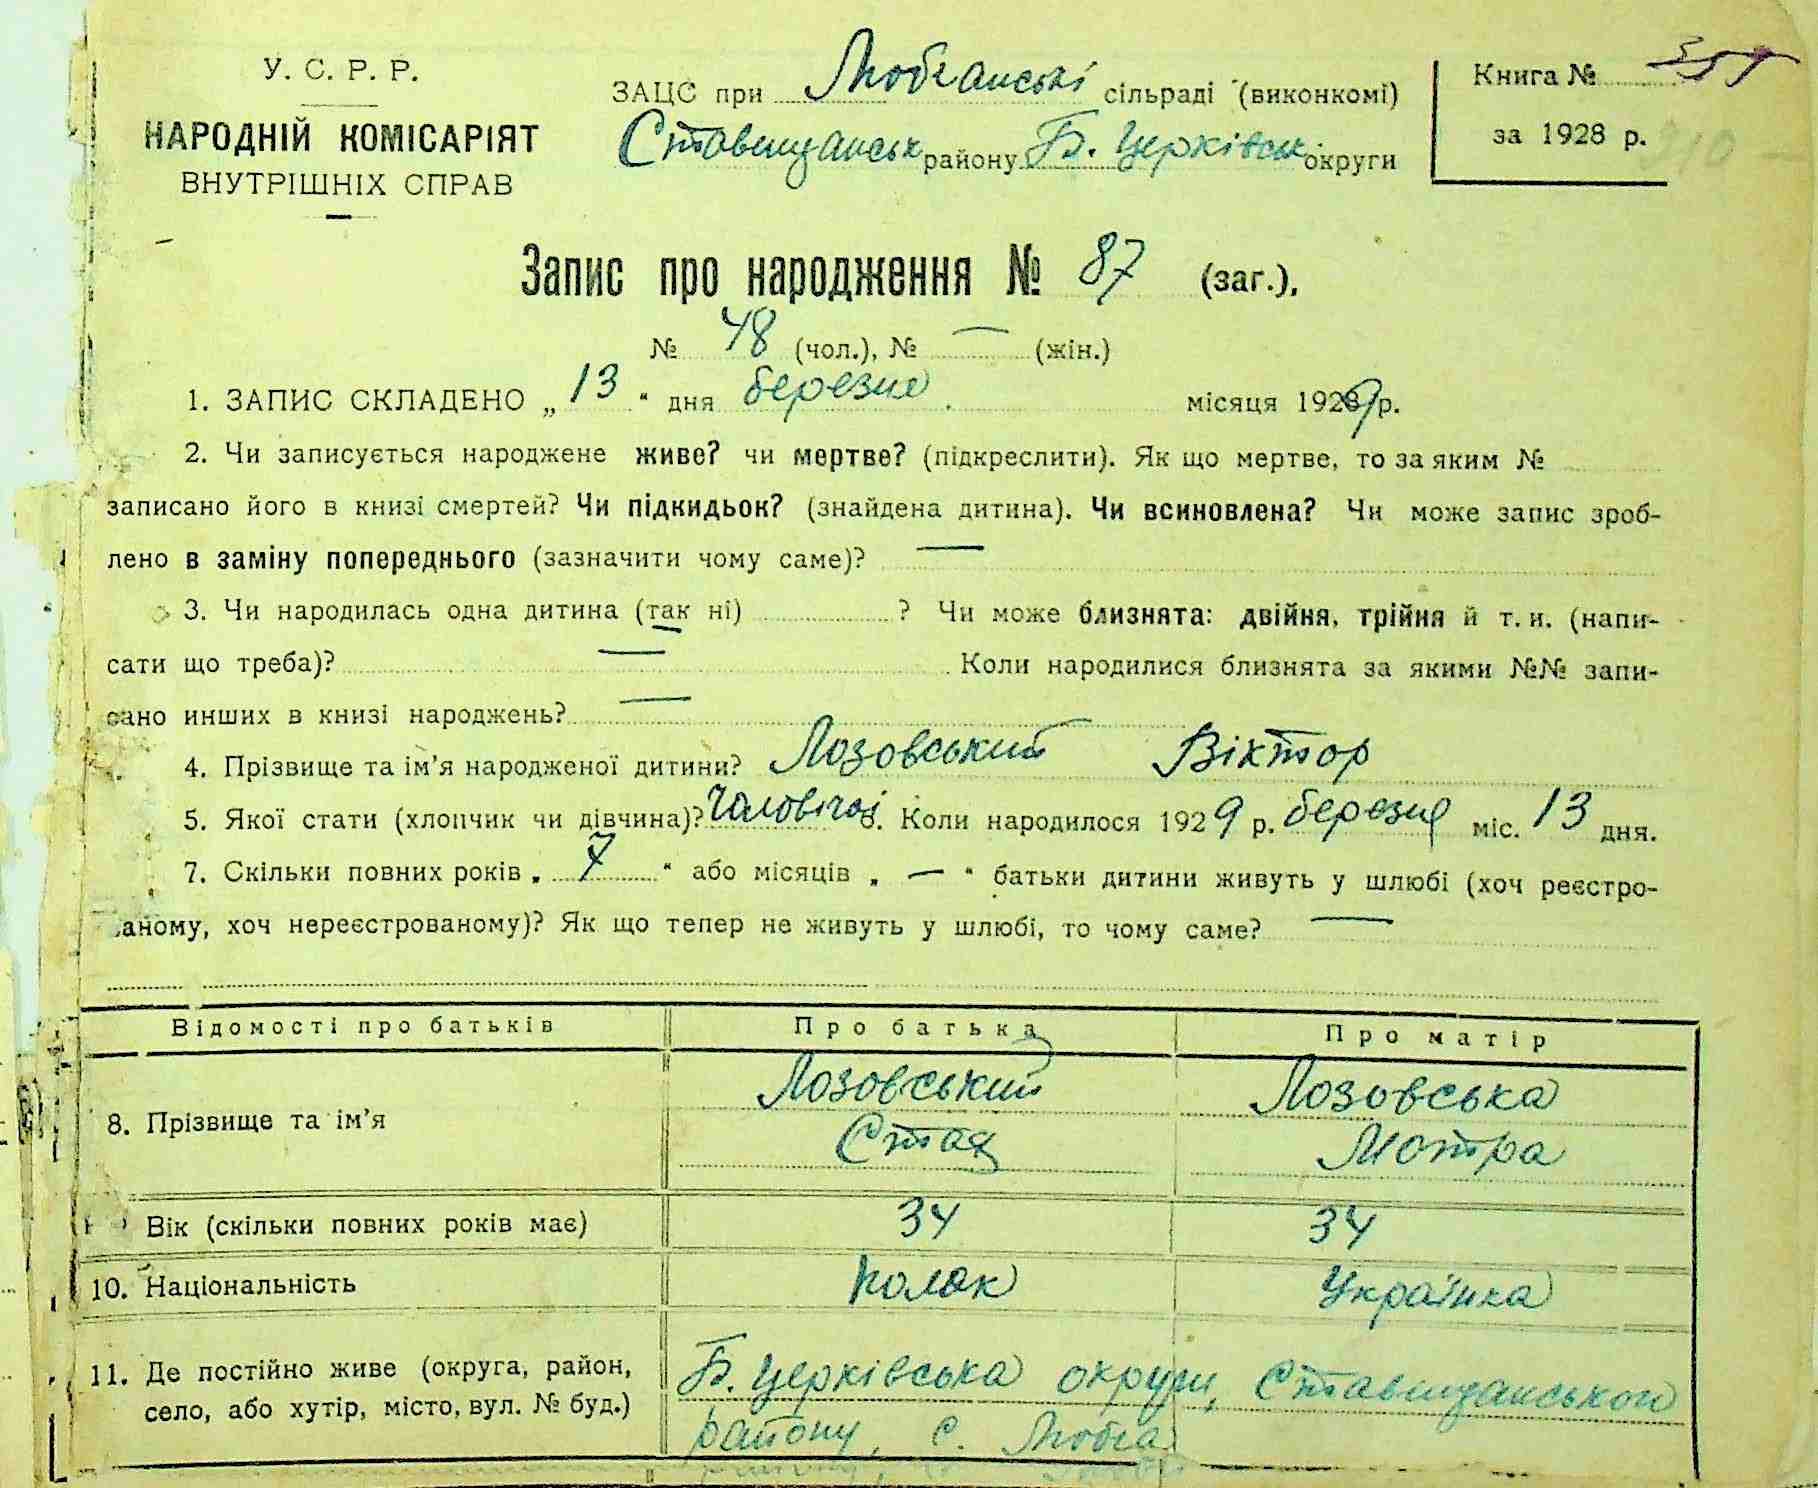 У. С. Р. Р.
НАРОДНІЙ КОМІСАРІЯТ
ВНУТРІШНІХ СПРАВ
ЗАЦС при сільраді (виконкомі)
Ставищанськ району Б. Церківськ округи
Книга №
за 1928 р.
Запис про народження № 87 (заг.),
№ 48 (чол.), № — (жін.)
1. ЗАПИС СКЛАДЕНО „ 13 “ дня березня місяця 1929 р.
2. Чи записується народжене живе? чи мертве? (підкреслити). Як що мертве, то за яким №
записано його в книзі смертей? Чи підкидьок? (знайдена дитина). Чи всиновлена? Чи може запис зроб-
лено в заміну попереднього (зазначити чому саме)? —
3. Чи народилась одна дитина (так ні) ? Чи може близнята: двійня, трійня й т. и. (напи-
сати що треба)? — Коли народилися близнята за якими №№ запи-
сано инших в книзі народжень? —
4. Прізвище та ім’я народженої дитини? Лозовський Віктор
5. Якої стати (хлопчик чи дівчина)? Чоловічої 6. Коли народилося 1929 р. березня міс. 13 дня.
7. Скільки повних років „ 7 “ або місяців „ — “ батьки дитини живуть у шлюбі (хоч реєстро-
ваному, хоч нереєстрованому)? Як що тепер не живуть у шлюбі, то чому саме? —
Відомості про батьків Про батька Про матір
8. Прізвище та ім’я Лозовський Лозовська
Мотра
Вік (скільки повних років має) 34 34
10. Національність поляк Українка
11. Де постійно живе (округа, район,
село, або хутір, місто, вул. № буд.)
Б. Церківська округи, Ставищанського
району, с.